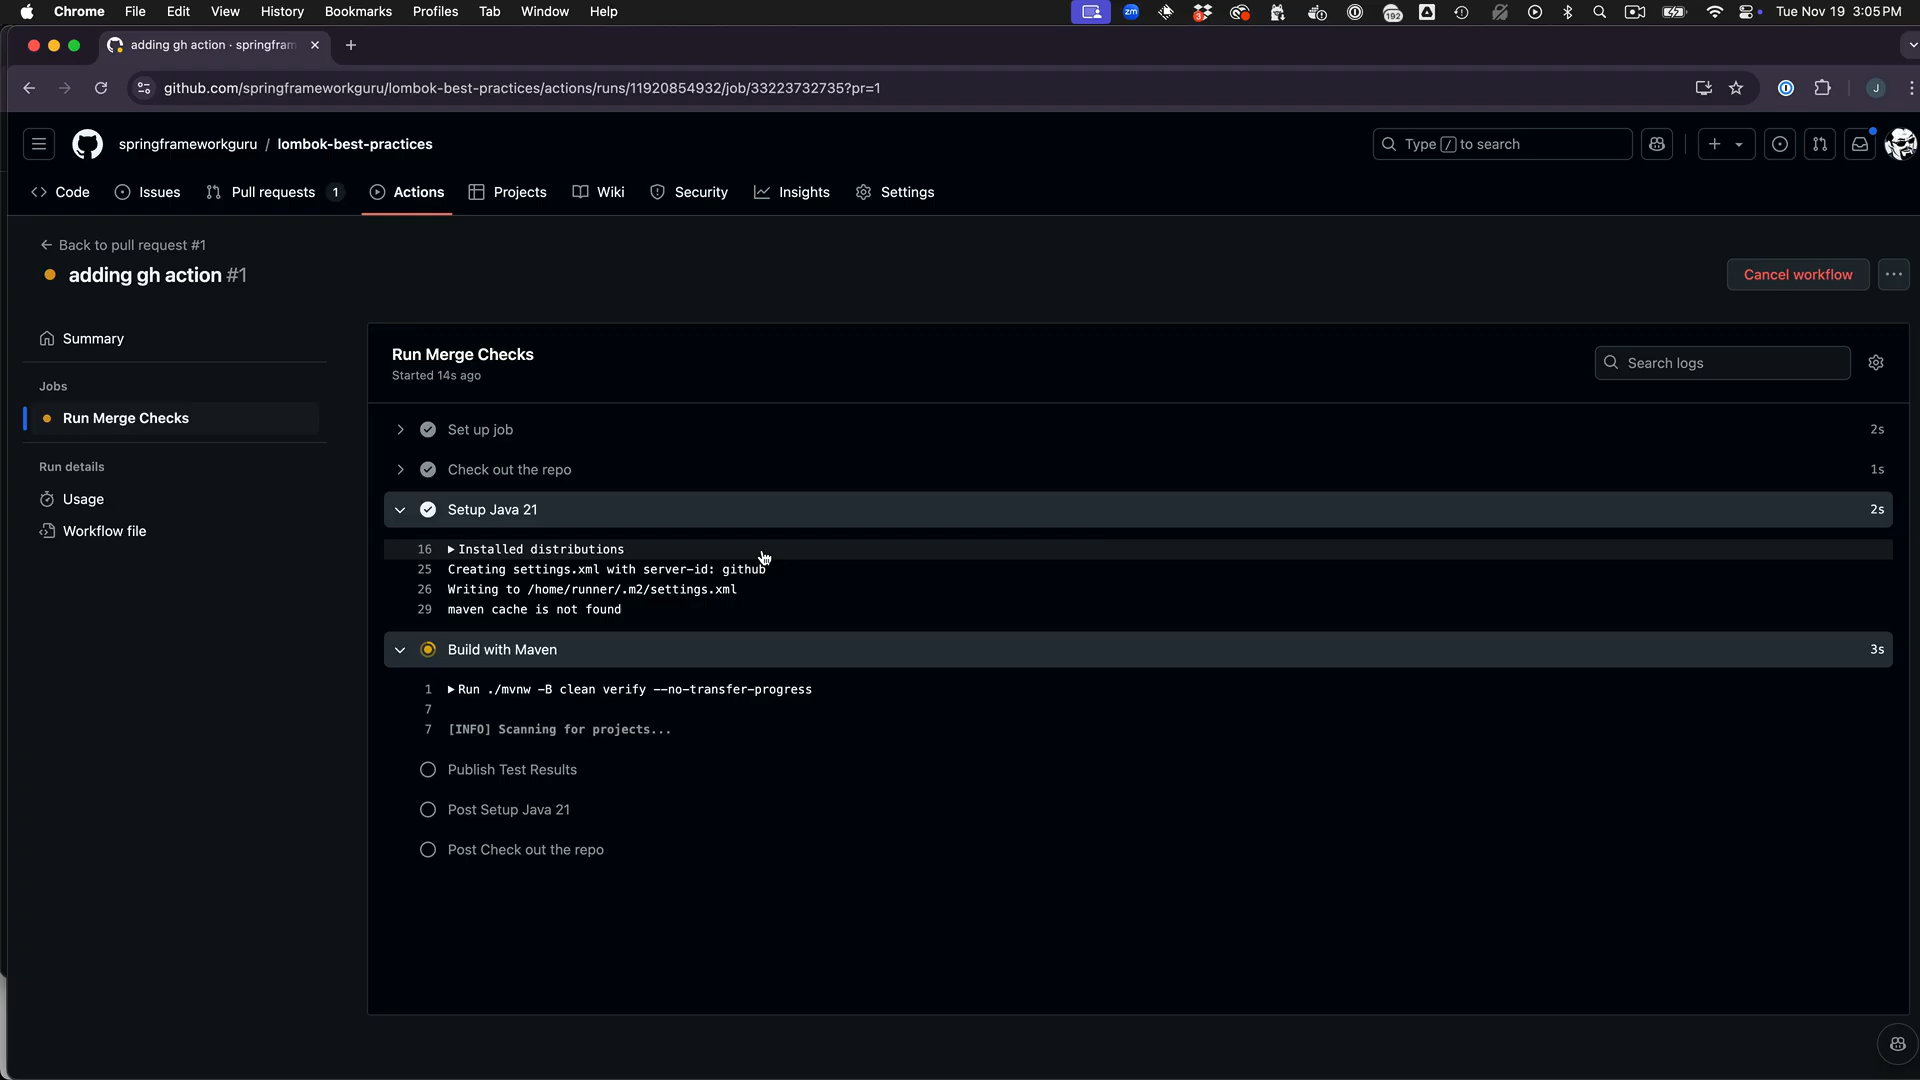 Chrome File Edit View History Bookmarks Profiles Tab Window Help
zm 3 192 Tue Nov 19 3:05 PM
adding gh action · springfram
github.com/springframeworkguru/lombok-best-practices/actions/runs/11920854932/job/33223732735?pr=1
J
springframeworkguru / lombok-best-practices
Type / to search
Code Issues Pull requests 1 Actions Projects Wiki Security Insights Settings
Back to pull request #1
adding gh action #1
Cancel workflow
Summary
Jobs
Run Merge Checks
Run details
Usage
Workflow file
Run Merge Checks
Started 14s ago
Search logs
Set up job 2s
Check out the repo 1s
Setup Java 21 2s
16 Installed distributions
25 Creating settings.xml with server-id: github
26 Writing to /home/runner/.m2/settings.xml
29 maven cache is not found
Build with Maven 3s
1 Run ./mvnw -B clean verify --no-transfer-progress
7
7 [INFO] Scanning for projects...
Publish Test Results
Post Setup Java 21
Post Check out the repo